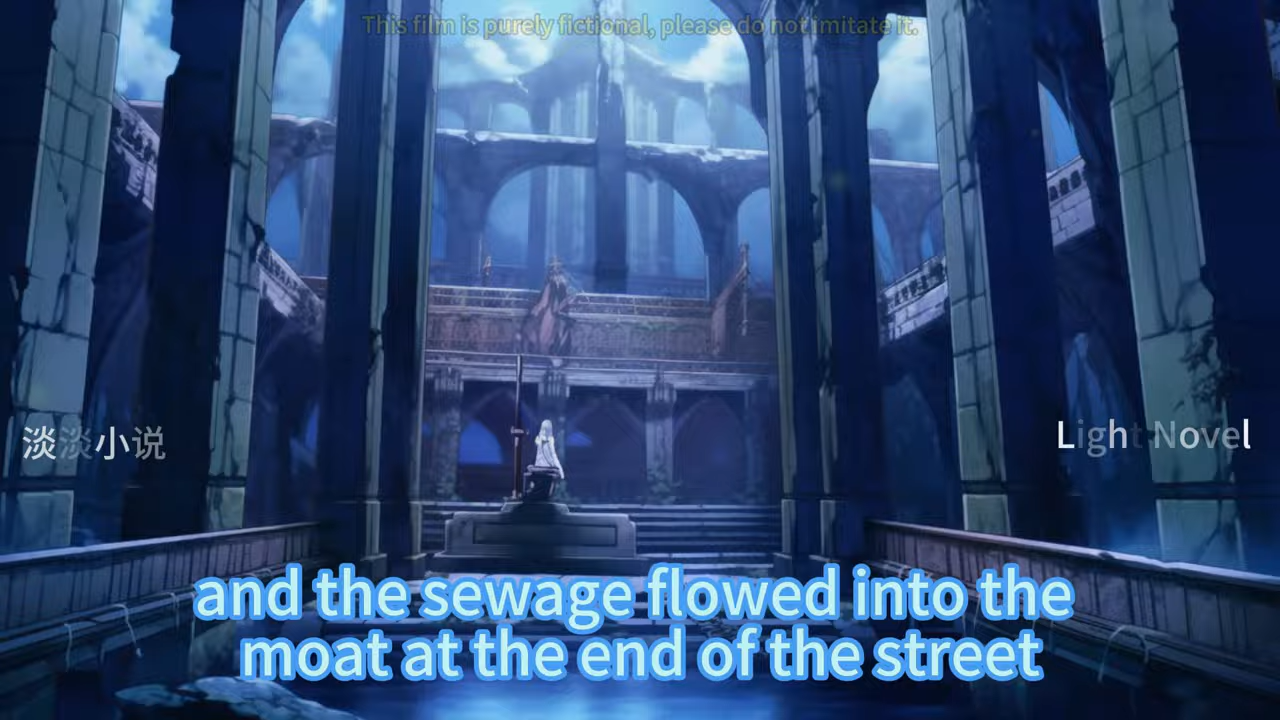 This film is purely fictional, please do not imitate it.
淡淡小说
Light Novel
and the sewage flowed into the
moat at the end of the street